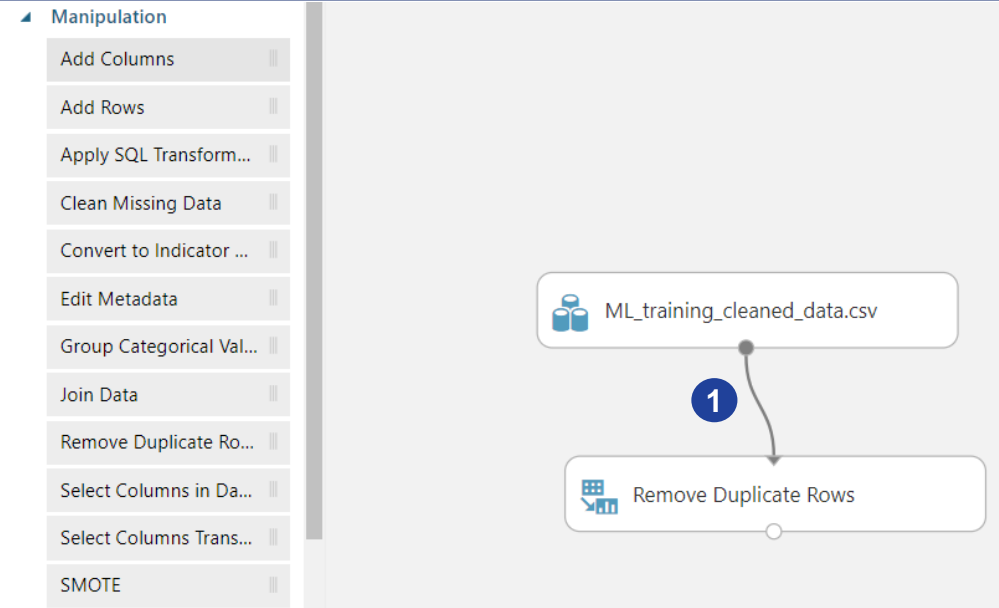 Manipulation
Add Columns
Add Rows
Apply SQL Transform...
Clean Missing Data
Convert to Indicator ...
Edit Metadata
Group Categorical Val...
Join Data
Remove Duplicate Ro...
Select Columns in Da...
Select Columns Trans...
SMOTE
ML_training_cleaned_data.csv
1
Remove Duplicate Rows